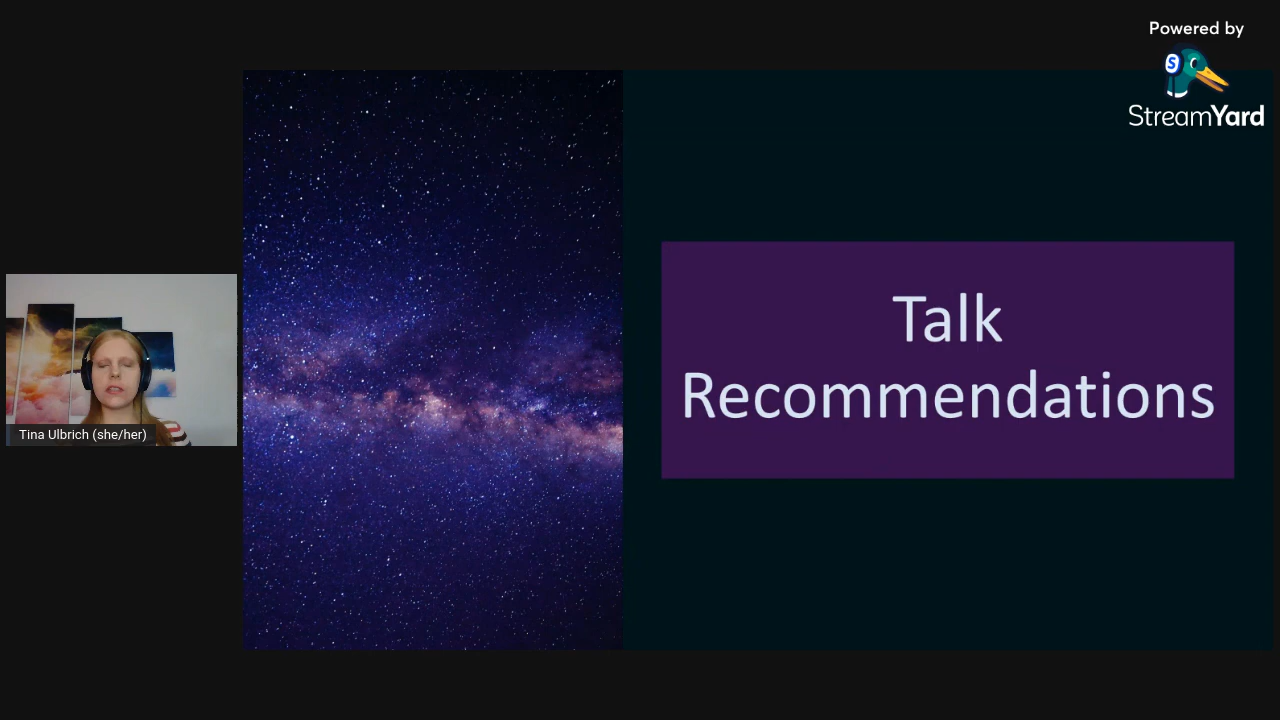 Powered by
S
StreamYard
Talk
Recommendations
Tina Ulbrich (she/her)